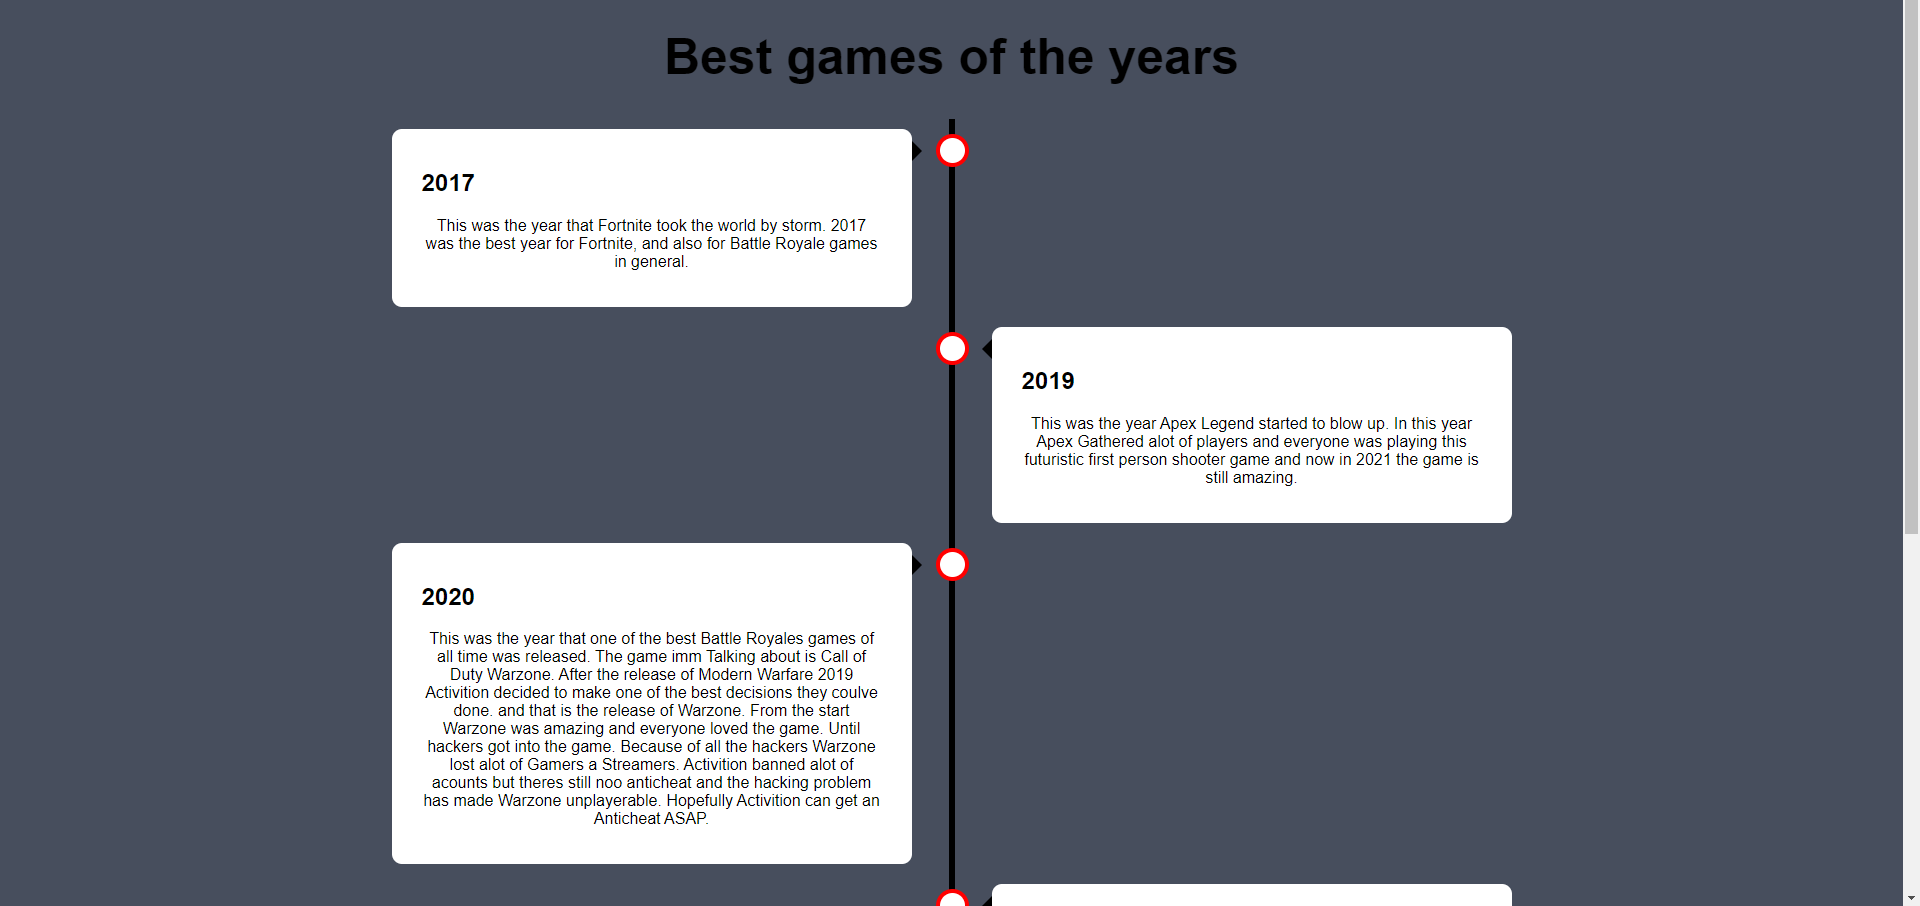 Best games of the years
2017
This was the year that Fortnite took the world by storm. 2017
was the best year for Fortnite, and also for Battle Royale games
in general.
2019
This was the year Apex Legend started to blow up. In this year
Apex Gathered alot of players and everyone was playing this
futuristic first person shooter game and now in 2021 the game is
still amazing.
2020
This was the year that one of the best Battle Royales games of
all time was released. The game imm Talking about is Call of
Duty Warzone. After the release of Modern Warfare 2019
Activition decided to make one of the best decisions they coulve
done. and that is the release of Warzone. From the start
Warzone was amazing and everyone loved the game. Until
hackers got into the game. Because of all the hackers Warzone
lost alot of Gamers a Streamers. Activition banned alot of
acounts but theres still noo anticheat and the hacking problem
has made Warzone unplayerable. Hopefully Activition can get an
Anticheat ASAP.